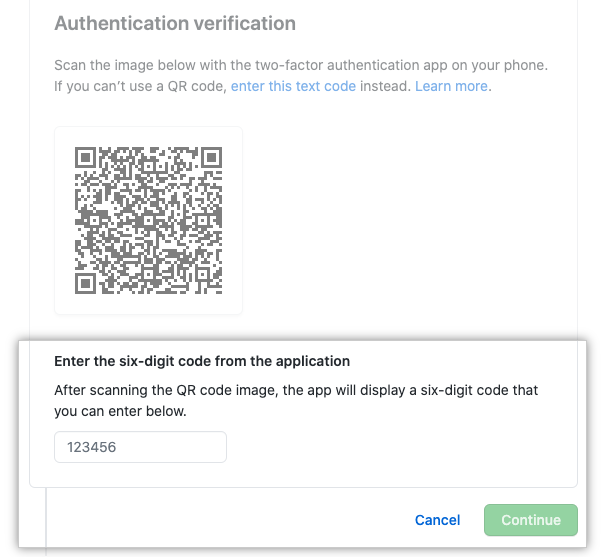 Authentication verification
Scan the image below with the two-factor authentication app on your phone.
If you can’t use a QR code, enter this text code instead. Learn more.
Enter the six-digit code from the application
After scanning the QR code image, the app will display a six-digit code that
you can enter below.
123456
Cancel
Continue